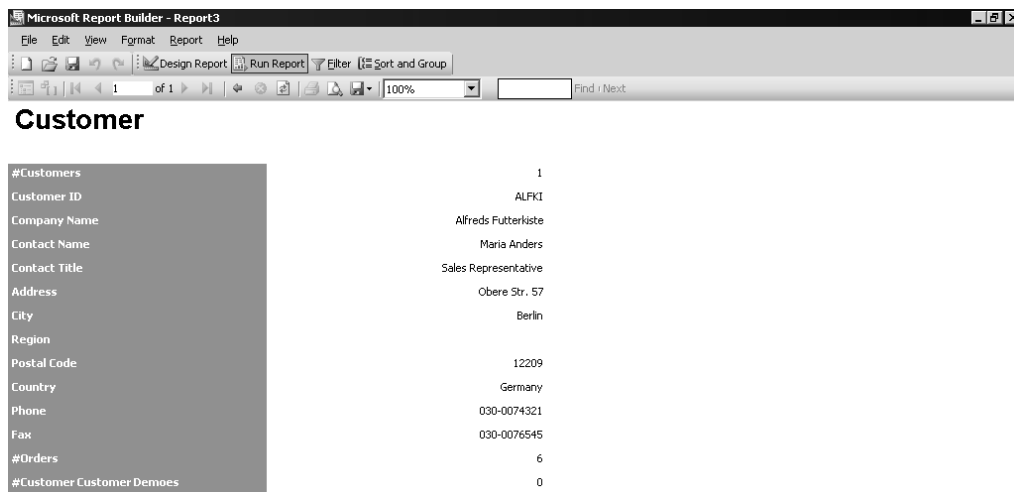 Microsoft Report Builder - Report3
File Edit View Format Report Help
Design Report Run Report Filter Sort and Group
1 of 1 100% Find | Next
Customer
#Customers 1
Customer ID ALFKI
Company Name Alfreds Futterkiste
Contact Name Maria Anders
Contact Title Sales Representative
Address Obere Str. 57
City Berlin
Region
Postal Code 12209
Country Germany
Phone 030-0074321
Fax 030-0076545
#Orders 6
#Customer Customer Demoes 0